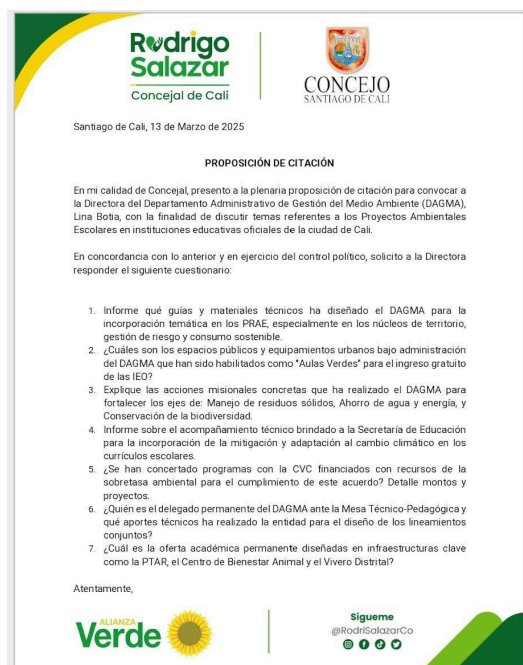 Rodrigo
Salazar
Concejal de Cali
CONCEJO
SANTIAGO DE CALI
Santiago de Cali, 13 de Marzo de 2025
PROPOSICIÓN DE CITACIÓN
En mi calidad de Concejal, presento a la plenaria proposición de citación para convocar a
la Directora del Departamento Administrativo de Gestión del Medio Ambiente (DAGMA),
Lina Botia, con la finalidad de discutir temas referentes a los Proyectos Ambientales
Escolares en instituciones educativas oficiales de la ciudad de Cali.
En concordancia con lo anterior y en ejercicio del control político, solicito a la Directora
responder el siguiente cuestionario:
1. Informe qué guías y materiales técnicos ha diseñado el DAGMA para la
incorporación temática en los PRAE, especialmente en los núcleos de territorio,
gestión de riesgo y consumo sostenible.
2. ¿Cuáles son los espacios públicos y equipamientos urbanos bajo administración
del DAGMA que han sido habilitados como "Aulas Verdes" para el ingreso gratuito
de las IEO?
3. Explique las acciones misionales concretas que ha realizado el DAGMA para
fortalecer los ejes de: Manejo de residuos sólidos, Ahorro de agua y energía, y
Conservación de la biodiversidad.
4. Informe sobre el acompañamiento técnico brindado a la Secretaría de Educación
para la incorporación de la mitigación y adaptación al cambio climático en los
currículos escolares.
5. ¿Se han concertado programas con la CVC financiados con recursos de la
sobretasa ambiental para el cumplimiento de este acuerdo? Detalle montos y
proyectos.
6. ¿Quién es el delegado permanente del DAGMA ante la Mesa Técnico-Pedagógica y
qué aportes técnicos ha realizado la entidad para el diseño de los lineamientos
conjuntos?
7. ¿Cuál es la oferta académica permanente diseñadas en infraestructuras clave
como la PTAR, el Centro de Bienestar Animal y el Vivero Distrital?
Atentamente,
ALIANZA
Verde
Sígueme
@RodriSalazarCo